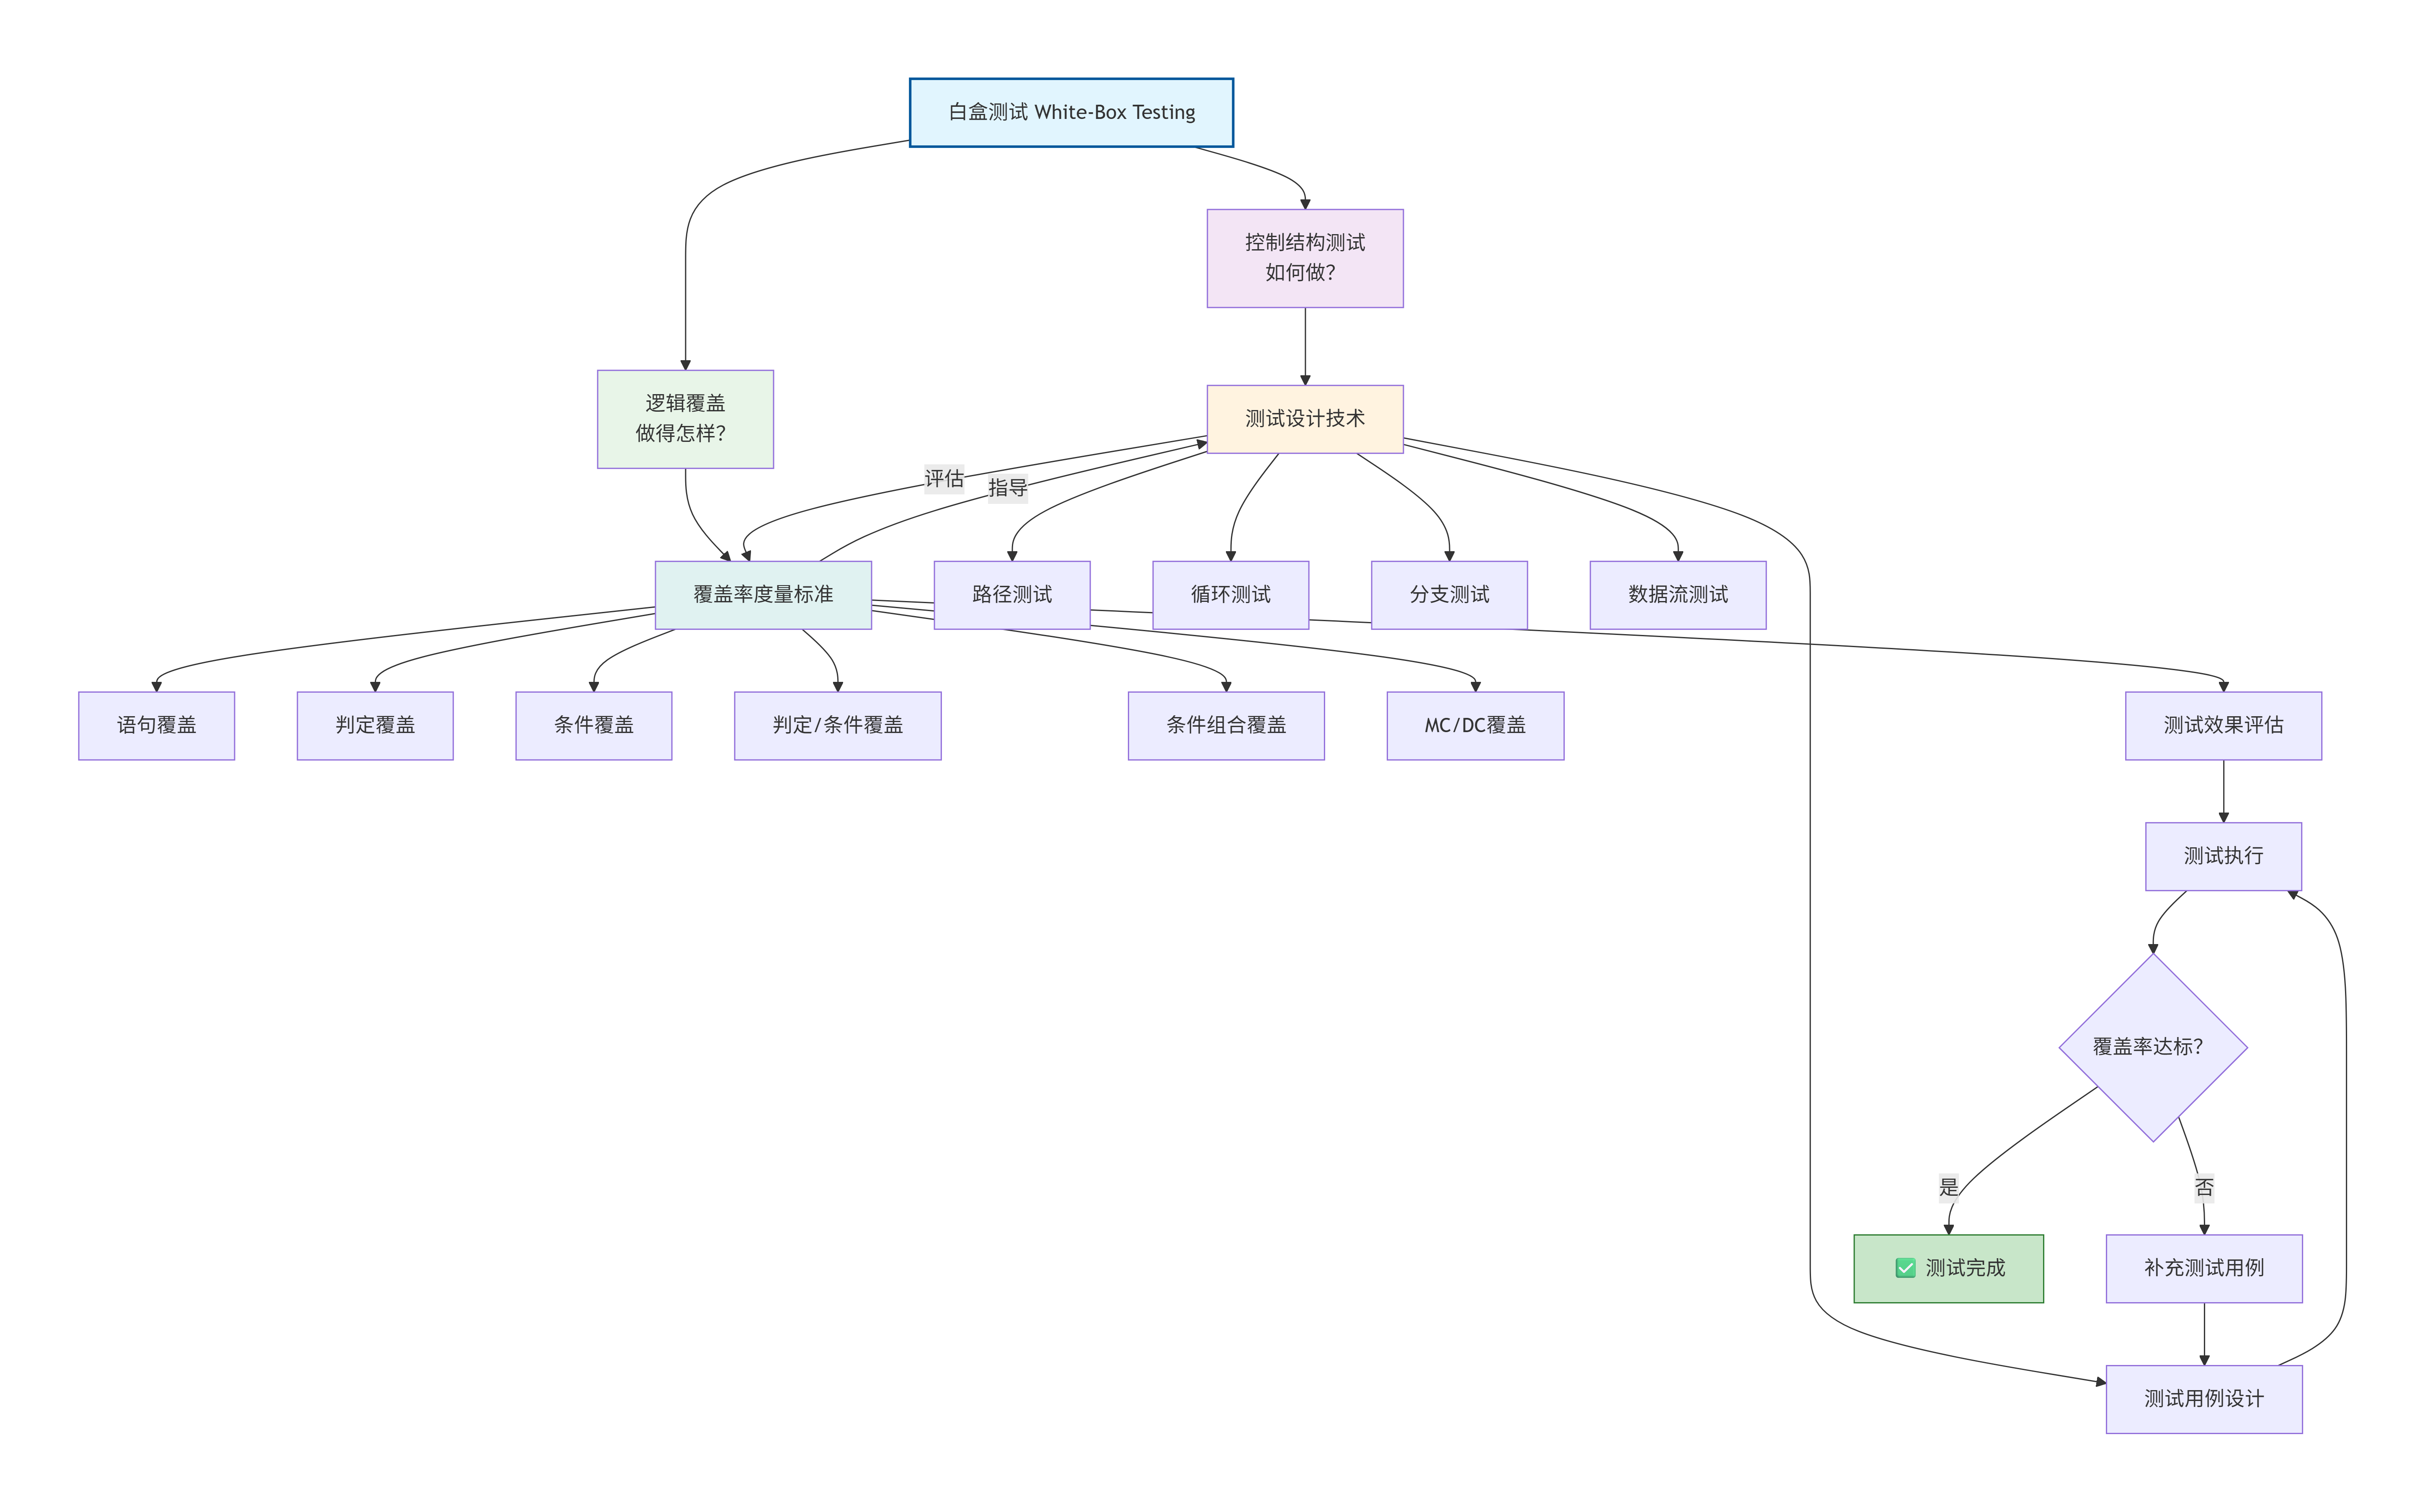 白盒测试 White-Box Testing
控制结构测试
如何做?
逻辑覆盖
做得怎样?
测试设计技术
评估
指导
覆盖率度量标准
路径测试
循环测试
分支测试
数据流测试
语句覆盖
判定覆盖
条件覆盖
判定/条件覆盖
条件组合覆盖
MC/DC覆盖
测试效果评估
测试执行
覆盖率达标?
是
否
✅ 测试完成
补充测试用例
测试用例设计